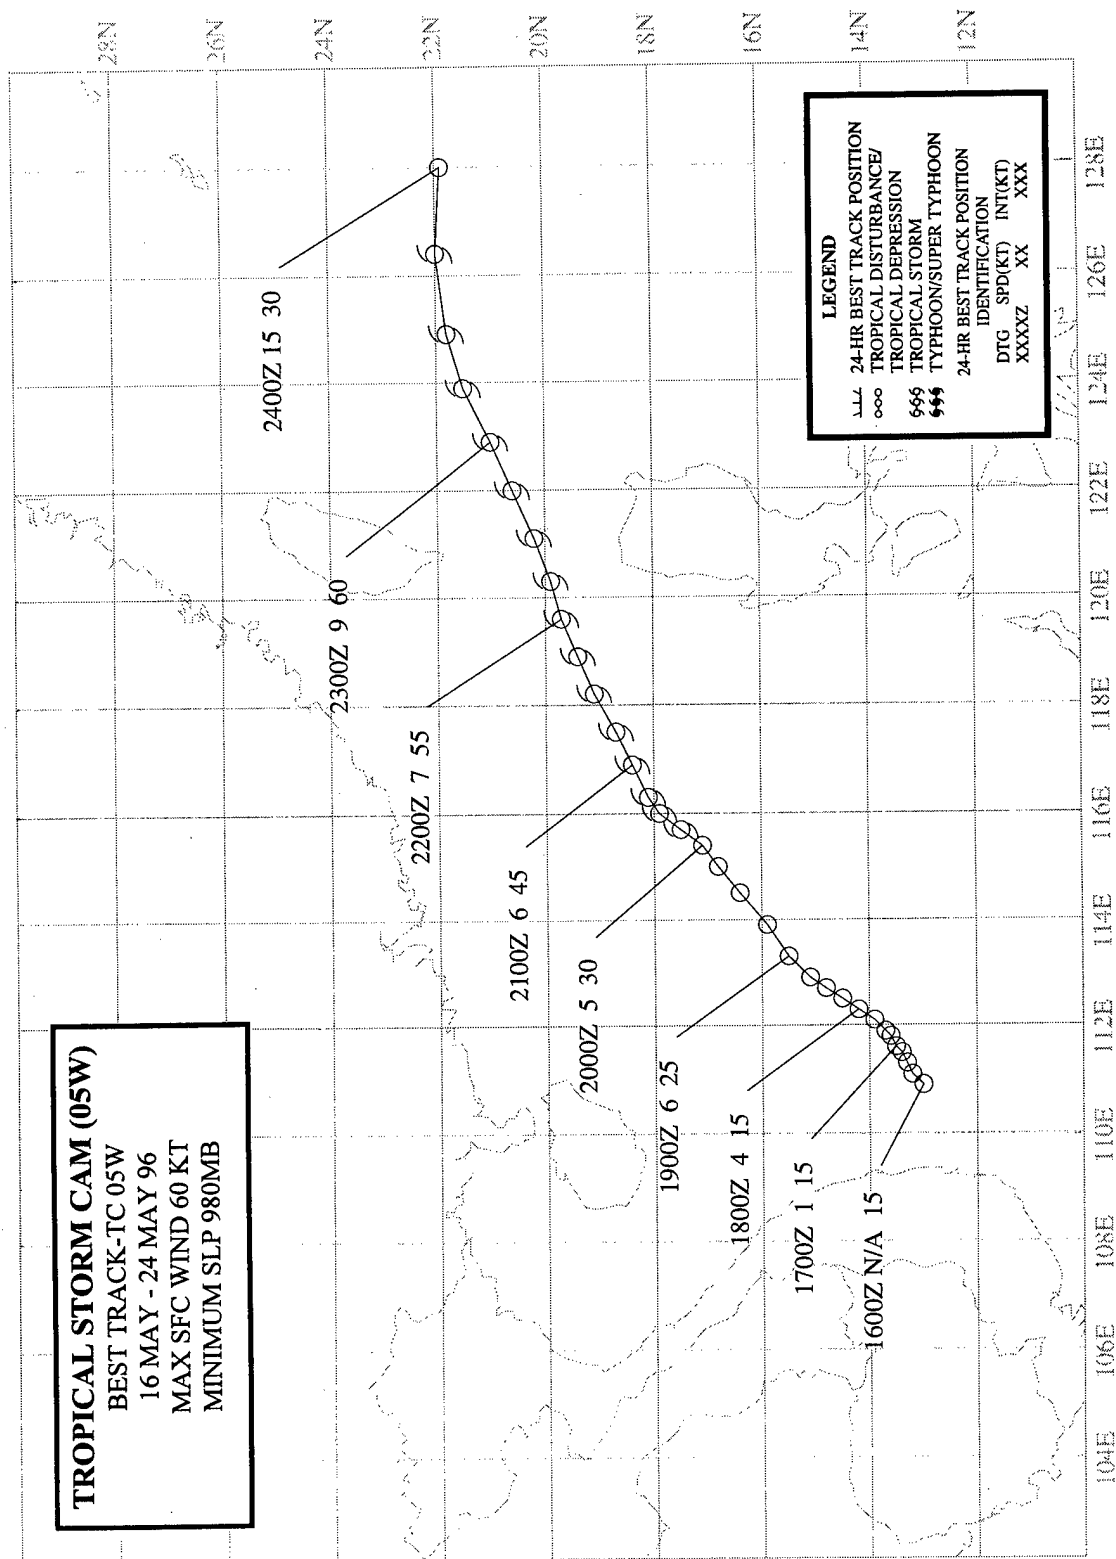 TROPICAL STORM CAM (05W)
BEST TRACK-TC 05W
16 MAY - 24 MAY 96
MAX SFC WIND 60 KT
MINIMUM SLP 980MB
28N
26N
24N
22N
20N
18N
16N
14N
12N
2400Z 15 30
2300Z 9 60
2200Z 7 55
2100Z 6 45
2000Z 5 30
1900Z 6 25
1800Z 4 15
1700Z 1 15
1600Z N/A 15
LEGEND
24-HR BEST TRACK POSITION
TROPICAL DISTURBANCE/
TROPICAL DEPRESSION
TROPICAL STORM
TYPHOON/SUPER TYPHOON
24-HR BEST TRACK POSITION
IDENTIFICATION
DTG SPD(KT) INT(KT)
XXXXZ XX XXX
104E 106E 108E 110E 112E 114E 116E 118E 120E 122E 124E 126E 128E